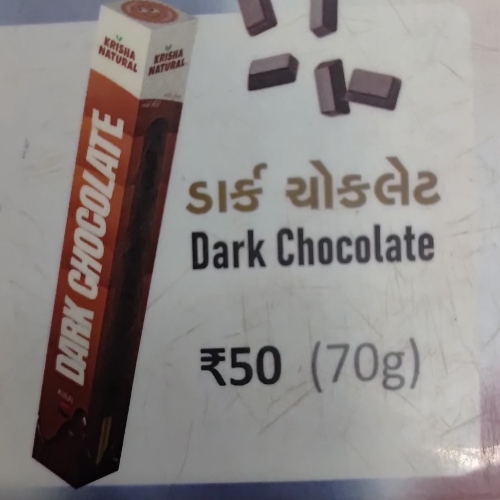 KRISHA
NATURAL
KRISHA
NATURAL
DARK CHOCOLATE
ડાર્ક ચોકલેટ
Dark Chocolate
₹50 (70g)